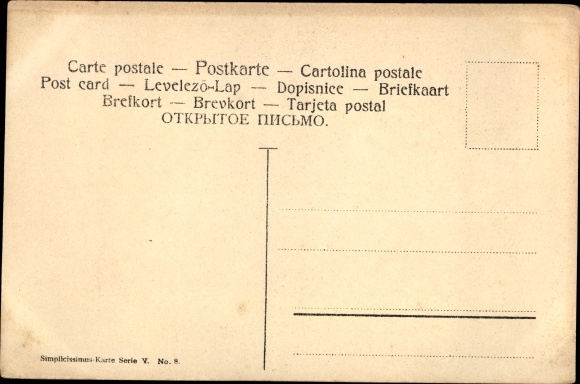 Carte postale — Postkarte — Cartolina postale
Post card — Levelező-Lap — Dopisnice — Briefkaart
Brefkort — Brevkort — Tarjeta postal
ОТКРЫТОЕ ПИСЬМО.
Simplicissimus-Karte Serie V. No. 8.